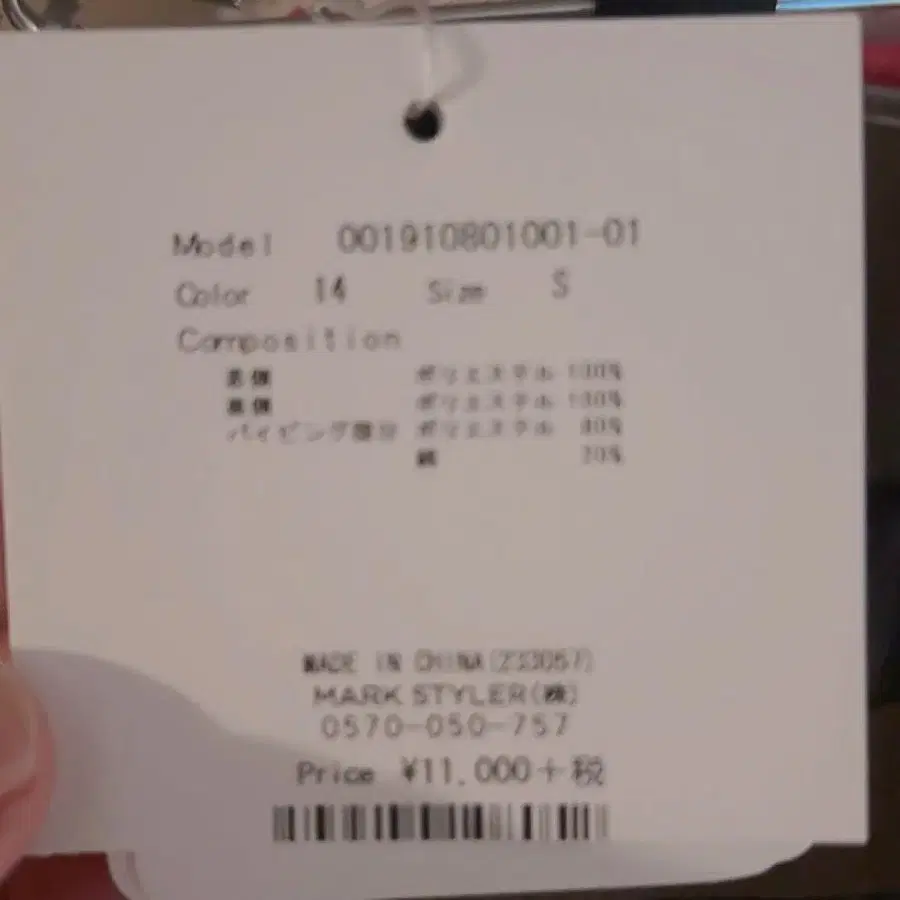 Model 001910801001-01
Color 14 Size S
Composition
表側 ポリエステル 100%
裏側 ポリエステル 100%
パイピング部分 ポリエステル 80%
綿 20%
MADE IN CHINA(233057)
MARK STYLER(株)
0570-050-757
Price ¥11,000+税